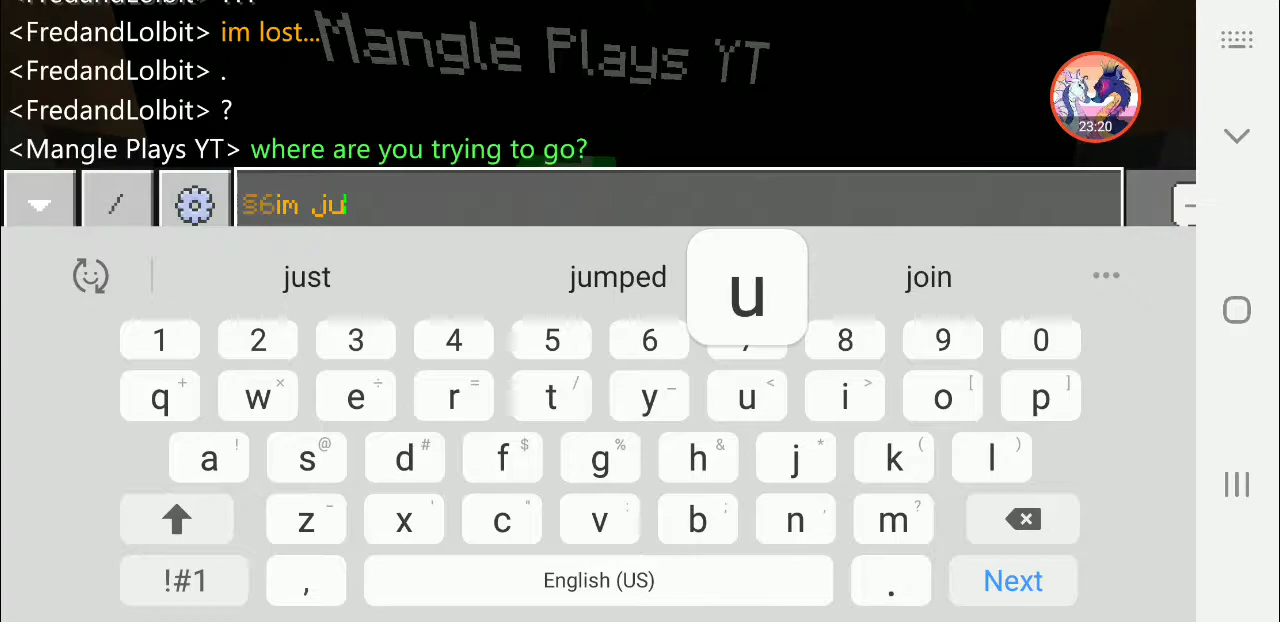 <FredandLolbit> im lost...
Mangle Plays YT
<FredandLolbit> .
<FredandLolbit> ?
<Mangle Plays YT> where are you trying to go?
23:20
/ §6im ju
just jumped join
u
1 2 3 4 5 6 7 8 9 0
q + w × e ÷ r = t / y _ u < i > o [ p ]
a ! s @ d # f $ g % h & j * k ( l )
z - x ' c " v : b ; n , m ?
!#1 , English (US) . Next